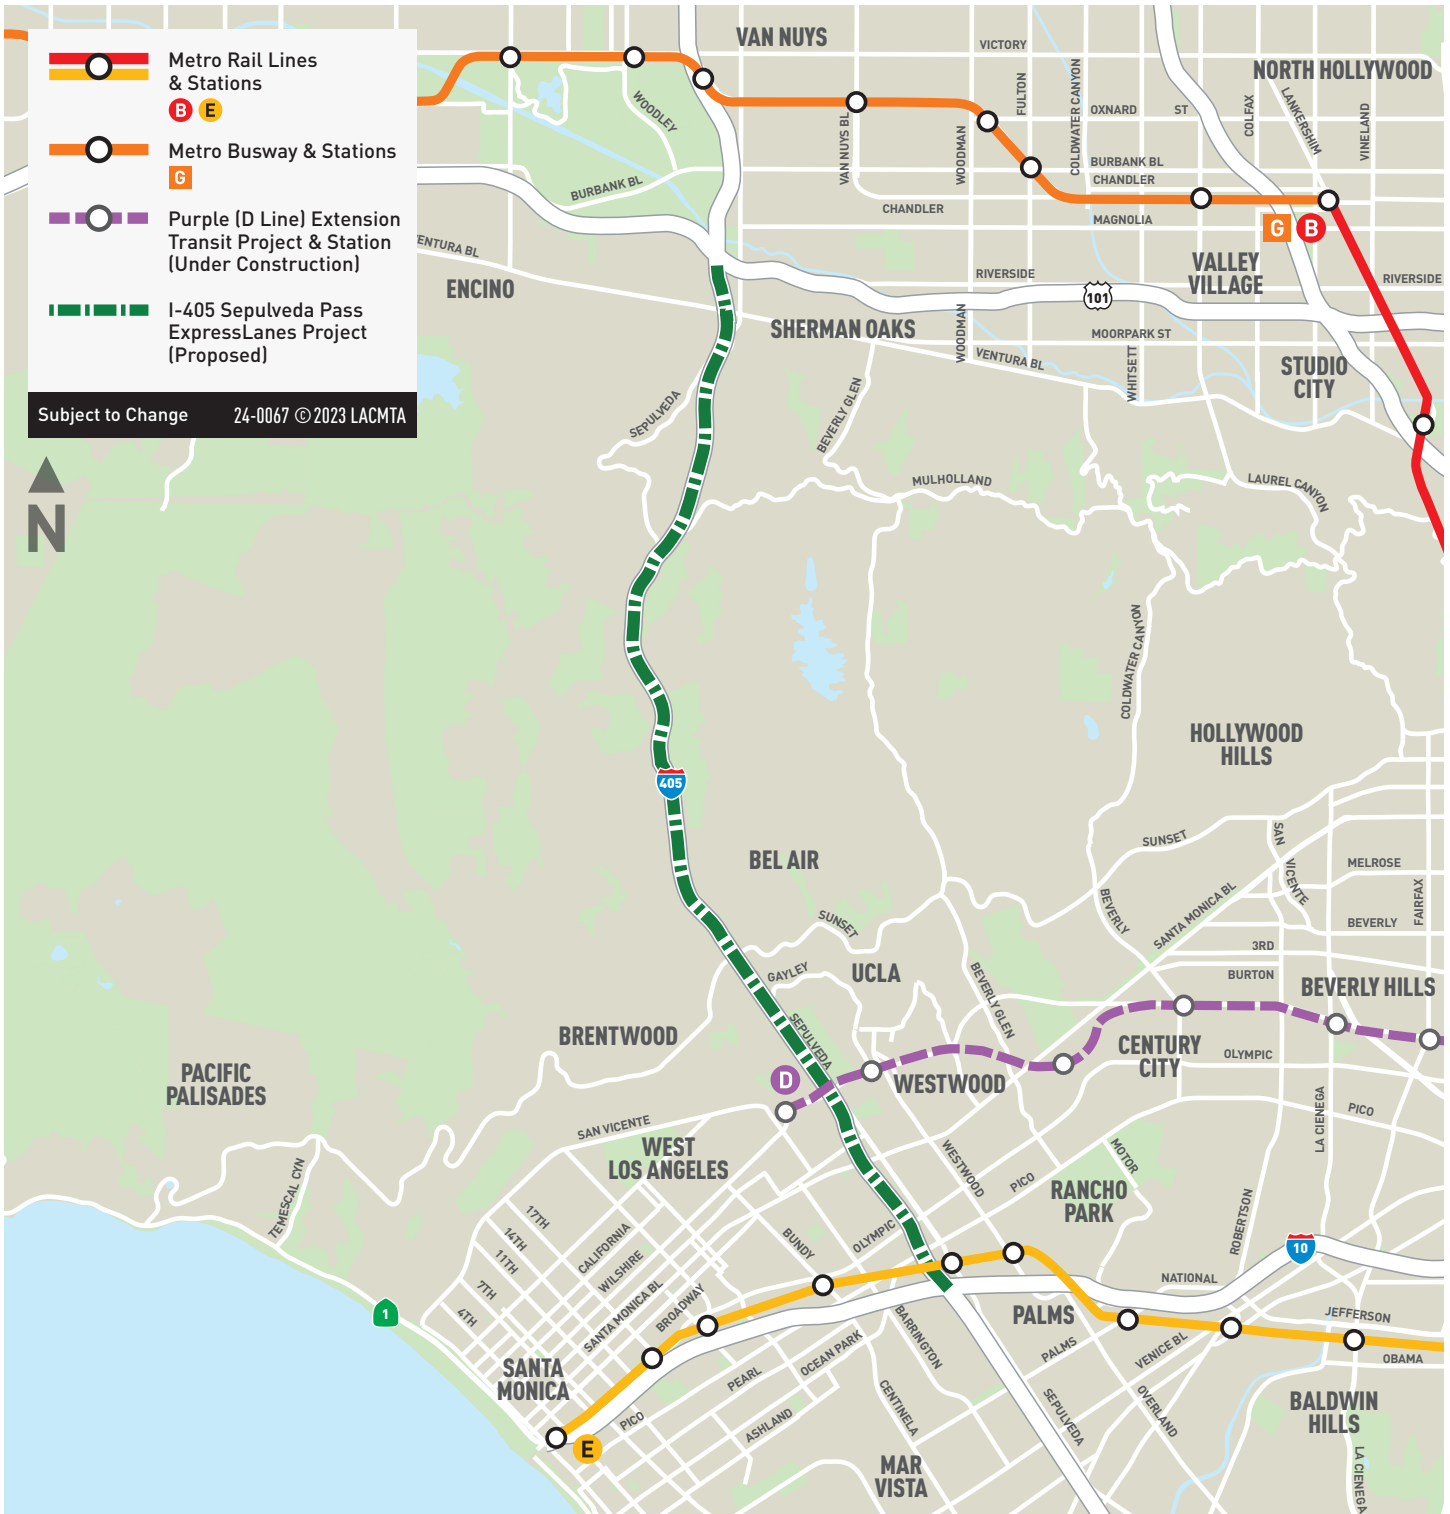 Metro Rail Lines
& Stations
B E
Metro Busway & Stations
G
Purple (D Line) Extension
Transit Project & Station
(Under Construction)
I-405 Sepulveda Pass
ExpressLanes Project
(Proposed)
Subject to Change 24-0067 © 2023 LACMTA
N
VAN NUYS
VICTORY
NORTH HOLLYWOOD
WOODLEY
FULTON
COLDWATER CANYON
OXNARD ST
COLFAX
LANKERSHIM
VINELAND
VAN NUYS BL
WOODMAN
BURBANK BL
BURBANK BL
CHANDLER
CHANDLER
MAGNOLIA
G B
ENTURA BL
ENCINO
RIVERSIDE
VALLEY
VILLAGE
RIVERSIDE
101
SHERMAN OAKS
WOODMAN
MOORPARK ST
VENTURA BL
WHITSETT
STUDIO
CITY
SEPULVEDA
BEVERLY GLEN
MULHOLLAND
LAUREL CANYON
COLDWATER CANYON
HOLLYWOOD
HILLS
405
BEL AIR
SUNSET
SAN
VICENTE
MELROSE
FAIRFAX
BEVERLY
SANTA MONICA BL
BEVERLY
SUNSET
3RD
GAYLEY
UCLA
BEVERLY GLEN
BURTON
BEVERLY HILLS
SEPULVEDA
BRENTWOOD
CENTURY
CITY
OLYMPIC
PACIFIC
PALISADES
D
WESTWOOD
LA CIENEGA
PICO
SAN VICENTE
WEST
LOS ANGELES
WESTWOOD
PICO
MOTOR
RANCHO
PARK
TEMESCAL CYN
17TH
14TH
11TH
7TH
4TH
CALIFORNIA
WILSHIRE
SANTA MONICA BL
BROADWAY
BUNDY
OLYMPIC
ROBERTSON
10
NATIONAL
1
PALMS
JEFFERSON
BARRINGTON
OCEAN PARK
PALMS
VENICE BL
OBAMA
SANTA
MONICA
PEARL
CENTINELA
SEPULVEDA
OVERLAND
BALDWIN
HILLS
PICO
ASHLAND
E
MAR
VISTA
LA CIENEGA